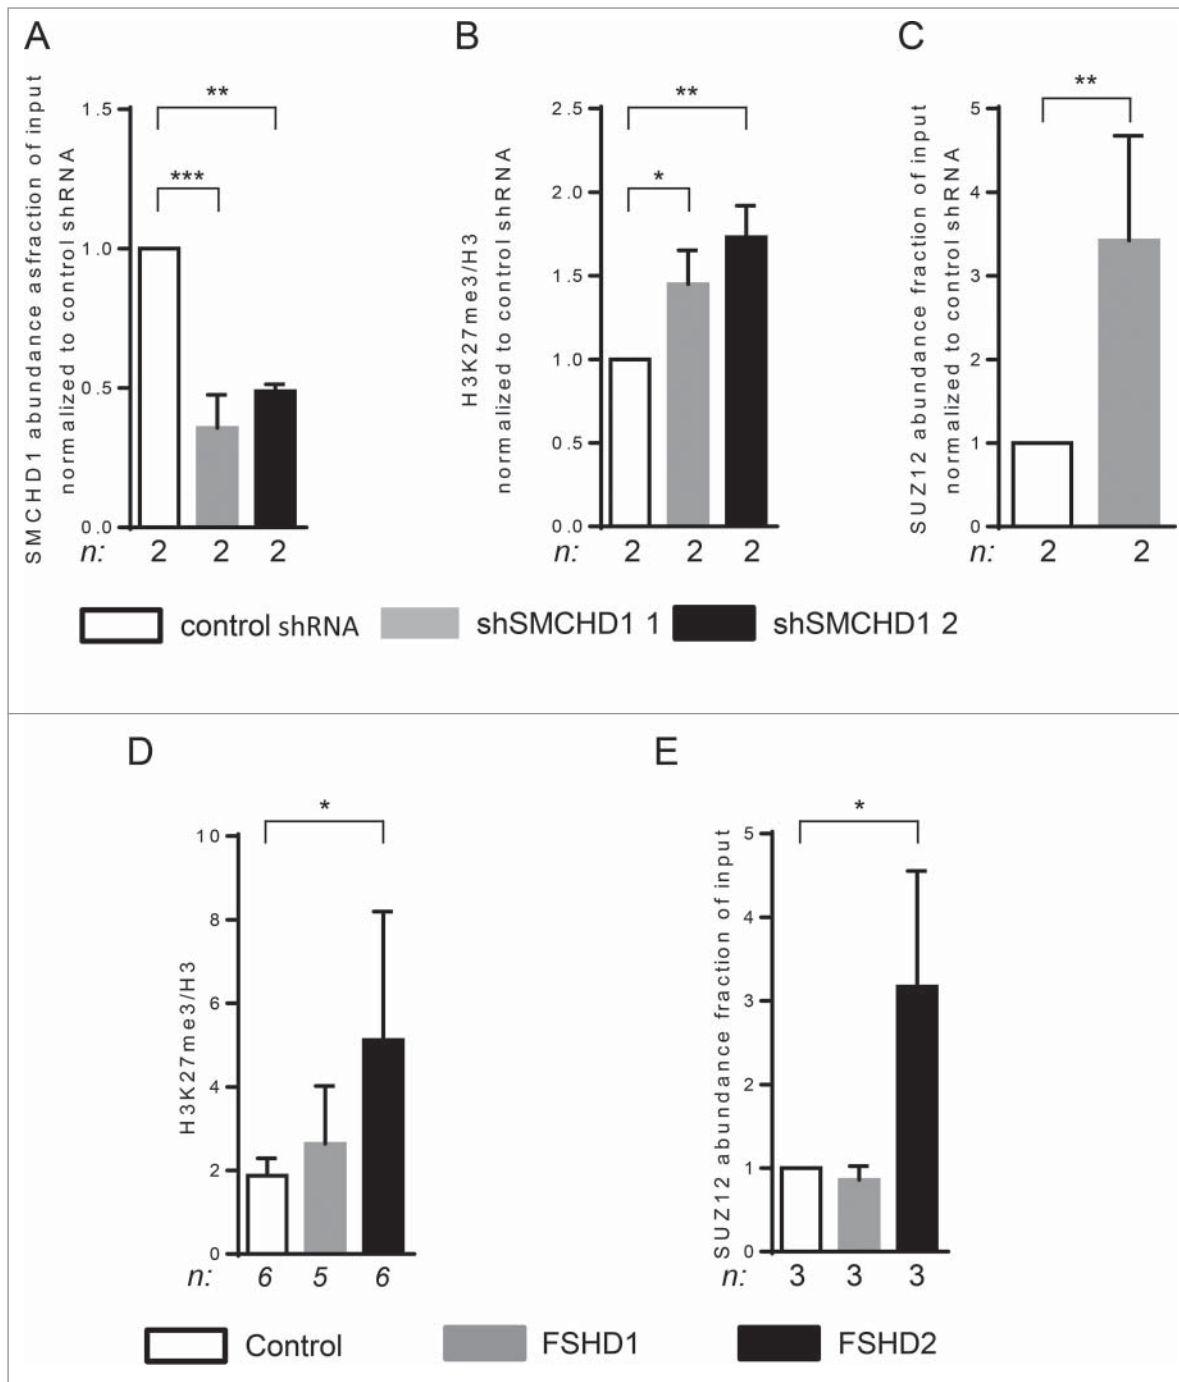 A
SMCHD1 abundance asfraction of input
normalized to control shRNA
1.5
1.0
0.5
0.0
**
***
n: 2 2 2
B
H3K27me3/H3
normalized to control shRNA
2.5
2.0
1.5
1.0
0.5
0.0
**
*
n: 2 2 2
C
SUZ12 abundance fraction of input
normalized to control shRNA
5
4
3
2
1
0
**
n: 2 2
control shRNA
shSMCHD1 1
shSMCHD1 2
D
H3K27me3/H3
10
8
6
4
2
0
*
n: 6 5 6
E
SUZ12 abundance fraction of input
5
4
3
2
1
0
*
n: 3 3 3
Control
FSHD1
FSHD2